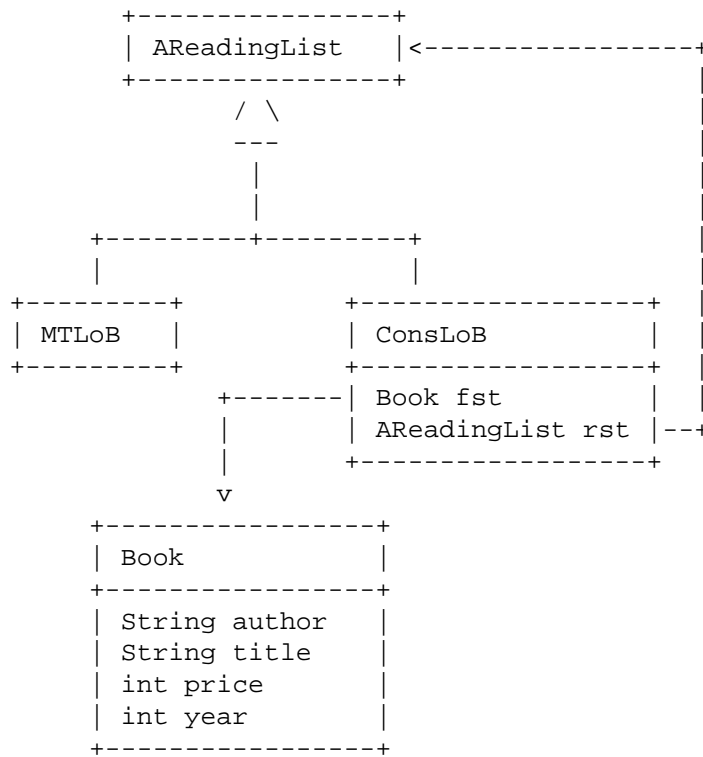 AReadingList
MTLoB
ConsLoB
Book fst
AReadingList rst
Book
String author
String title
int price
int year